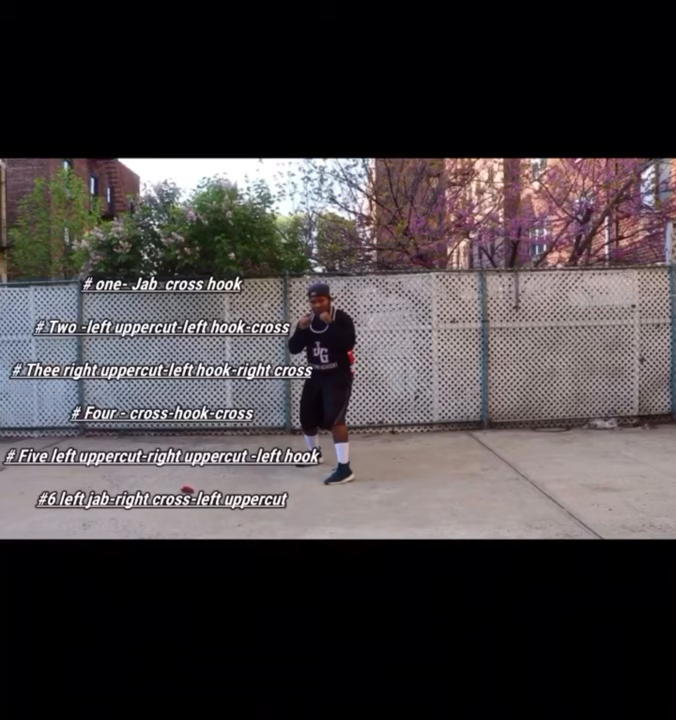 # one- Jab cross hook
# Two -left uppercut-left hook-cross
# Thee right uppercut-left hook-right cross
JG
# Four - cross-hook-cross
# Five left uppercut-right uppercut -left hook
#6 left jab-right cross-left uppercut